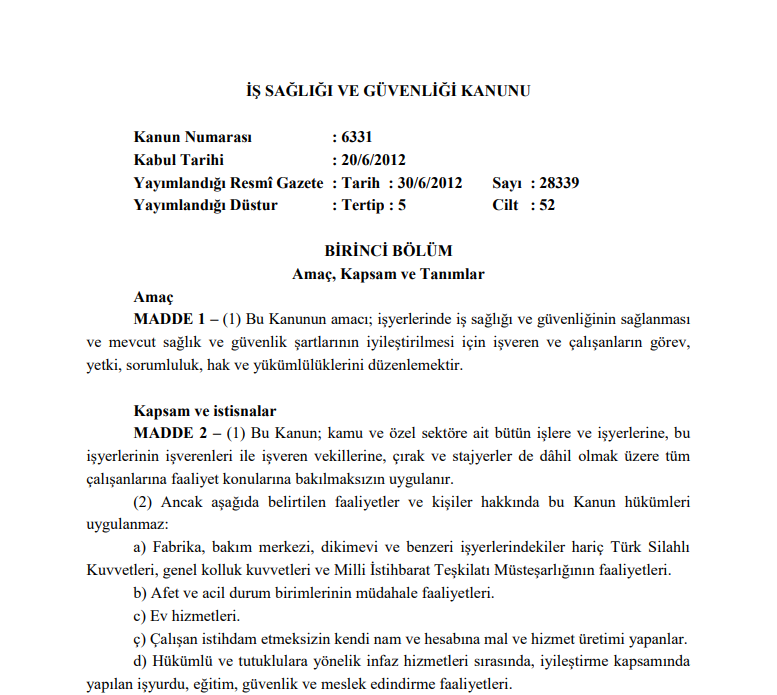 İŞ SAĞLIĞI VE GÜVENLİĞİ KANUNU
Kanun Numarası : 6331
Kabul Tarihi : 20/6/2012
Yayımlandığı Resmî Gazete : Tarih : 30/6/2012 Sayı : 28339
Yayımlandığı Düstur : Tertip : 5 Cilt : 52
BİRİNCİ BÖLÜM
Amaç, Kapsam ve Tanımlar
Amaç
MADDE 1 – (1) Bu Kanunun amacı; işyerlerinde iş sağlığı ve güvenliğinin sağlanması
ve mevcut sağlık ve güvenlik şartlarının iyileştirilmesi için işveren ve çalışanların görev,
yetki, sorumluluk, hak ve yükümlülüklerini düzenlemektir.
Kapsam ve istisnalar
MADDE 2 – (1) Bu Kanun; kamu ve özel sektöre ait bütün işlere ve işyerlerine, bu
işyerlerinin işverenleri ile işveren vekillerine, çırak ve stajyerler de dâhil olmak üzere tüm
çalışanlarına faaliyet konularına bakılmaksızın uygulanır.
(2) Ancak aşağıda belirtilen faaliyetler ve kişiler hakkında bu Kanun hükümleri
uygulanmaz:
a) Fabrika, bakım merkezi, dikimevi ve benzeri işyerlerindekiler hariç Türk Silahlı
Kuvvetleri, genel kolluk kuvvetleri ve Milli İstihbarat Teşkilatı Müsteşarlığının faaliyetleri.
b) Afet ve acil durum birimlerinin müdahale faaliyetleri.
c) Ev hizmetleri.
ç) Çalışan istihdam etmeksizin kendi nam ve hesabına mal ve hizmet üretimi yapanlar.
d) Hükümlü ve tutuklulara yönelik infaz hizmetleri sırasında, iyileştirme kapsamında
yapılan işyurdu, eğitim, güvenlik ve meslek edindirme faaliyetleri.